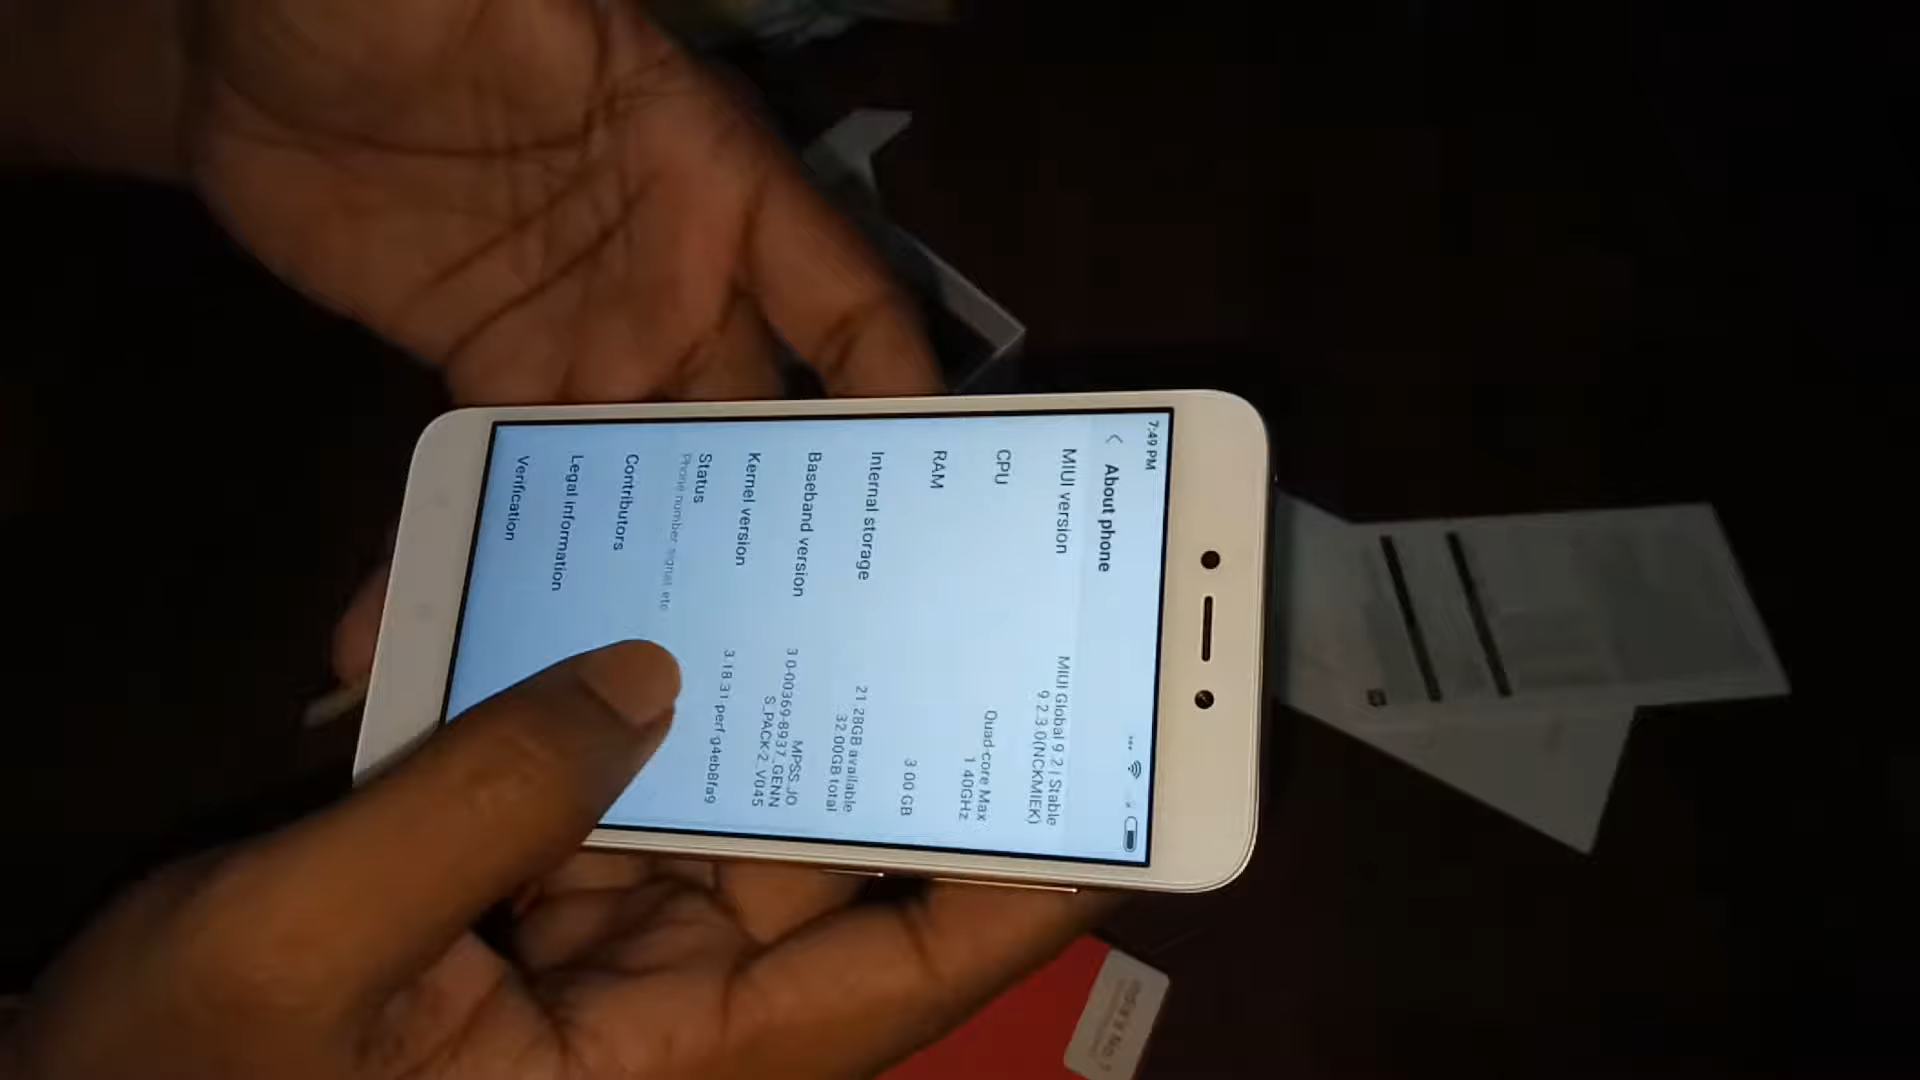 7:49 PM
About phone
MIUI version
MIUI Global 9.2 | Stable
9.2.3.0(NCKMIEK)
CPU
Quad-core Max
1.40GHz
RAM
3.00 GB
Internal storage
21.28GB available
32.00GB total
Baseband version
MPSS.JO
3.0-00369-8937_GENN
S_PACK-2_V045
Kernel version
3.18.31-perf-g4eb8fa9
Status
Phone number, signal, etc.
Contributors
Legal information
Verification